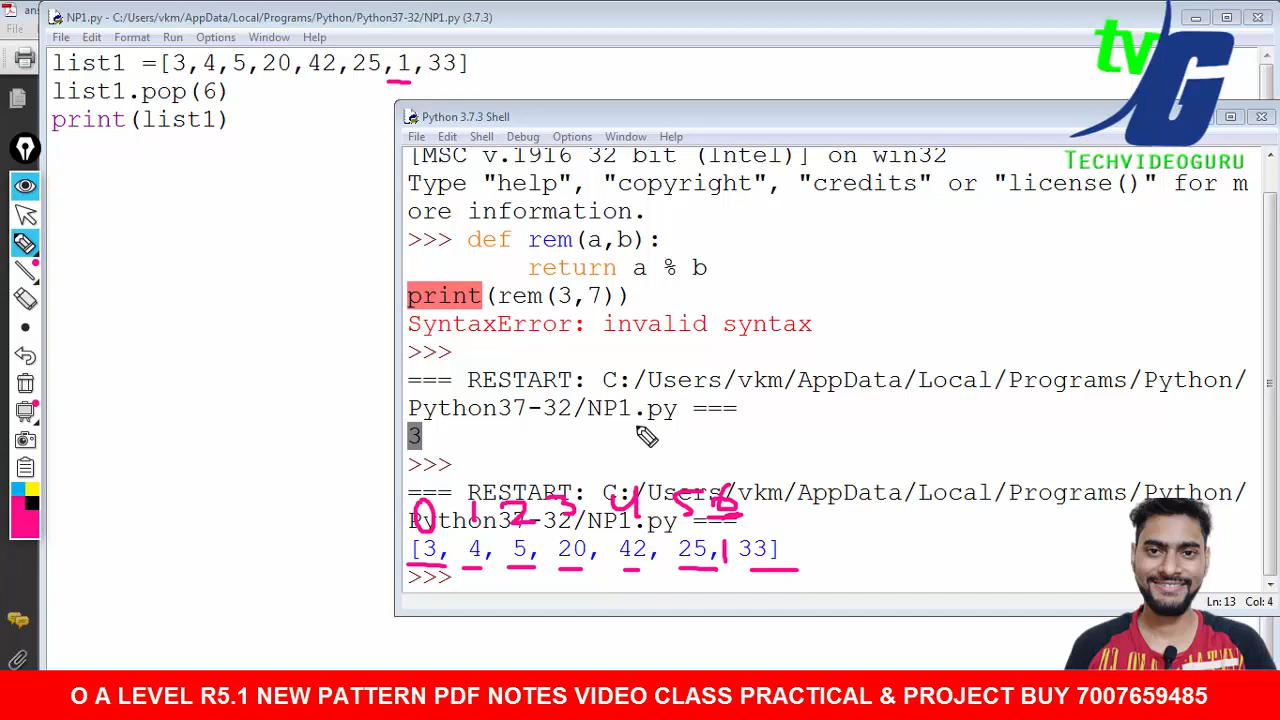 NP1.py - C:/Users/vkm/AppData/Local/Programs/Python/Python37-32/NP1.py (3.7.3)
File Edit Format Run Options Window Help
list1 =[3,4,5,20,42,25,1,33]
list1.pop(6)
print(list1)
tv G
TECHVIDEOGURU
Python 3.7.3 Shell
File Edit Shell Debug Options Window Help
[MSC v.1916 32 bit (Intel)] on win32
Type "help", "copyright", "credits" or "license()" for m
ore information.
>>> def rem(a,b):
return a % b
print(rem(3,7))
SyntaxError: invalid syntax
>>>
=== RESTART: C:/Users/vkm/AppData/Local/Programs/Python/
Python37-32/NP1.py ===
3
>>>
=== RESTART: C:/Users/vkm/AppData/Local/Programs/Python/
Python37-32/NP1.py ===
0 1 2 3 4 5 6
[3, 4, 5, 20, 42, 25, 1 33]
>>>
Ln: 13 Col: 4
O A LEVEL R5.1 NEW PATTERN PDF NOTES VIDEO CLASS PRACTICAL & PROJECT BUY 7007659485